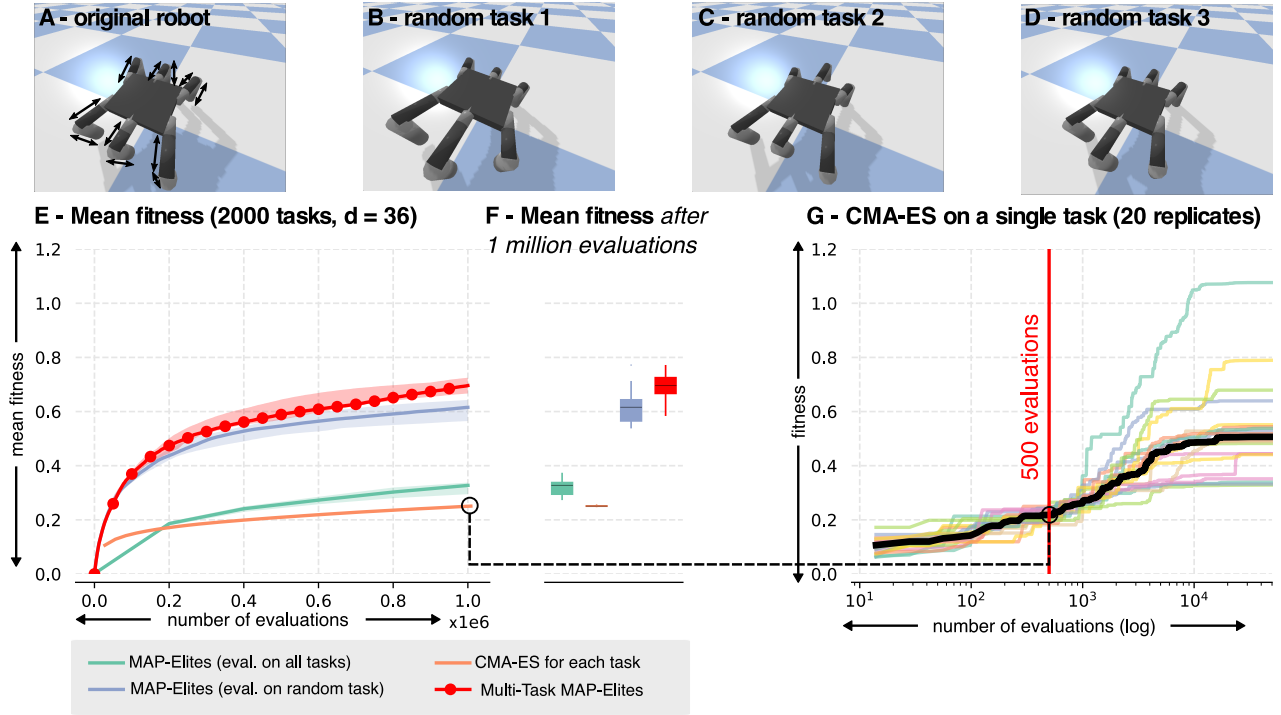 A - original robot
B - random task 1
C - random task 2
D - random task 3
E - Mean fitness (2000 tasks, d = 36)
F - Mean fitness after
1 million evaluations
G - CMA-ES on a single task (20 replicates)
mean fitness
1.2
1.0
0.8
0.6
0.4
0.2
0.0
0.0
0.2
0.4
0.6
0.8
1.0
x1e6
number of evaluations
fitness
1.2
1.0
0.8
0.6
0.4
0.2
0.0
500 evaluations
10¹
10²
10³
10⁴
number of evaluations (log)
MAP-Elites (eval. on all tasks)
MAP-Elites (eval. on random task)
CMA-ES for each task
Multi-Task MAP-Elites